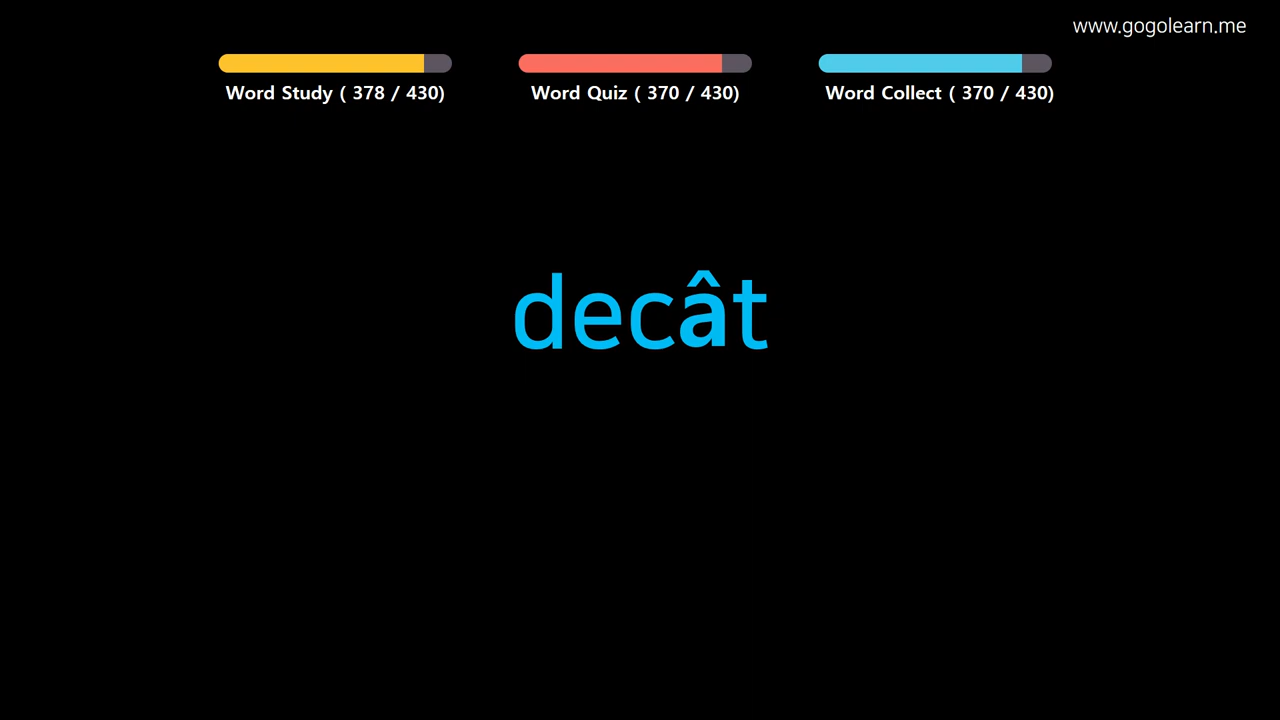 www.gogolearn.me
Word Study ( 378 / 430)
Word Quiz ( 370 / 430)
Word Collect ( 370 / 430)
decât